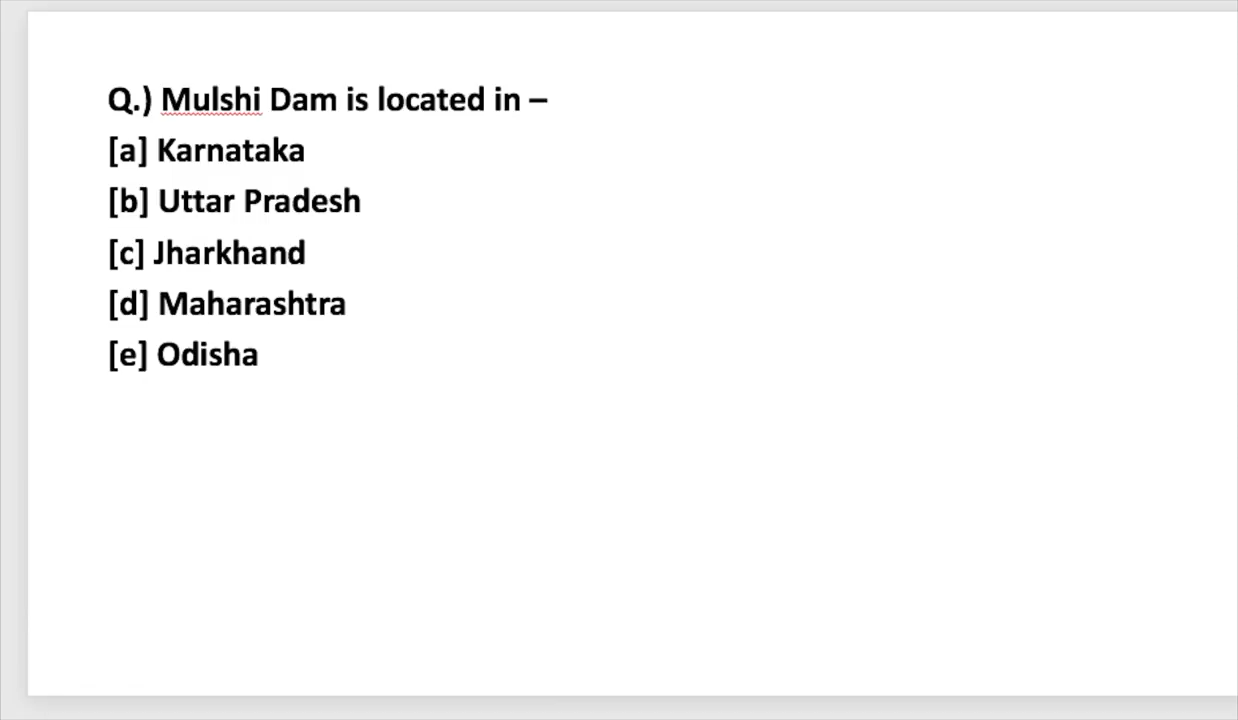 Q.) Mulshi Dam is located in –
[a] Karnataka
[b] Uttar Pradesh
[c] Jharkhand
[d] Maharashtra
[e] Odisha